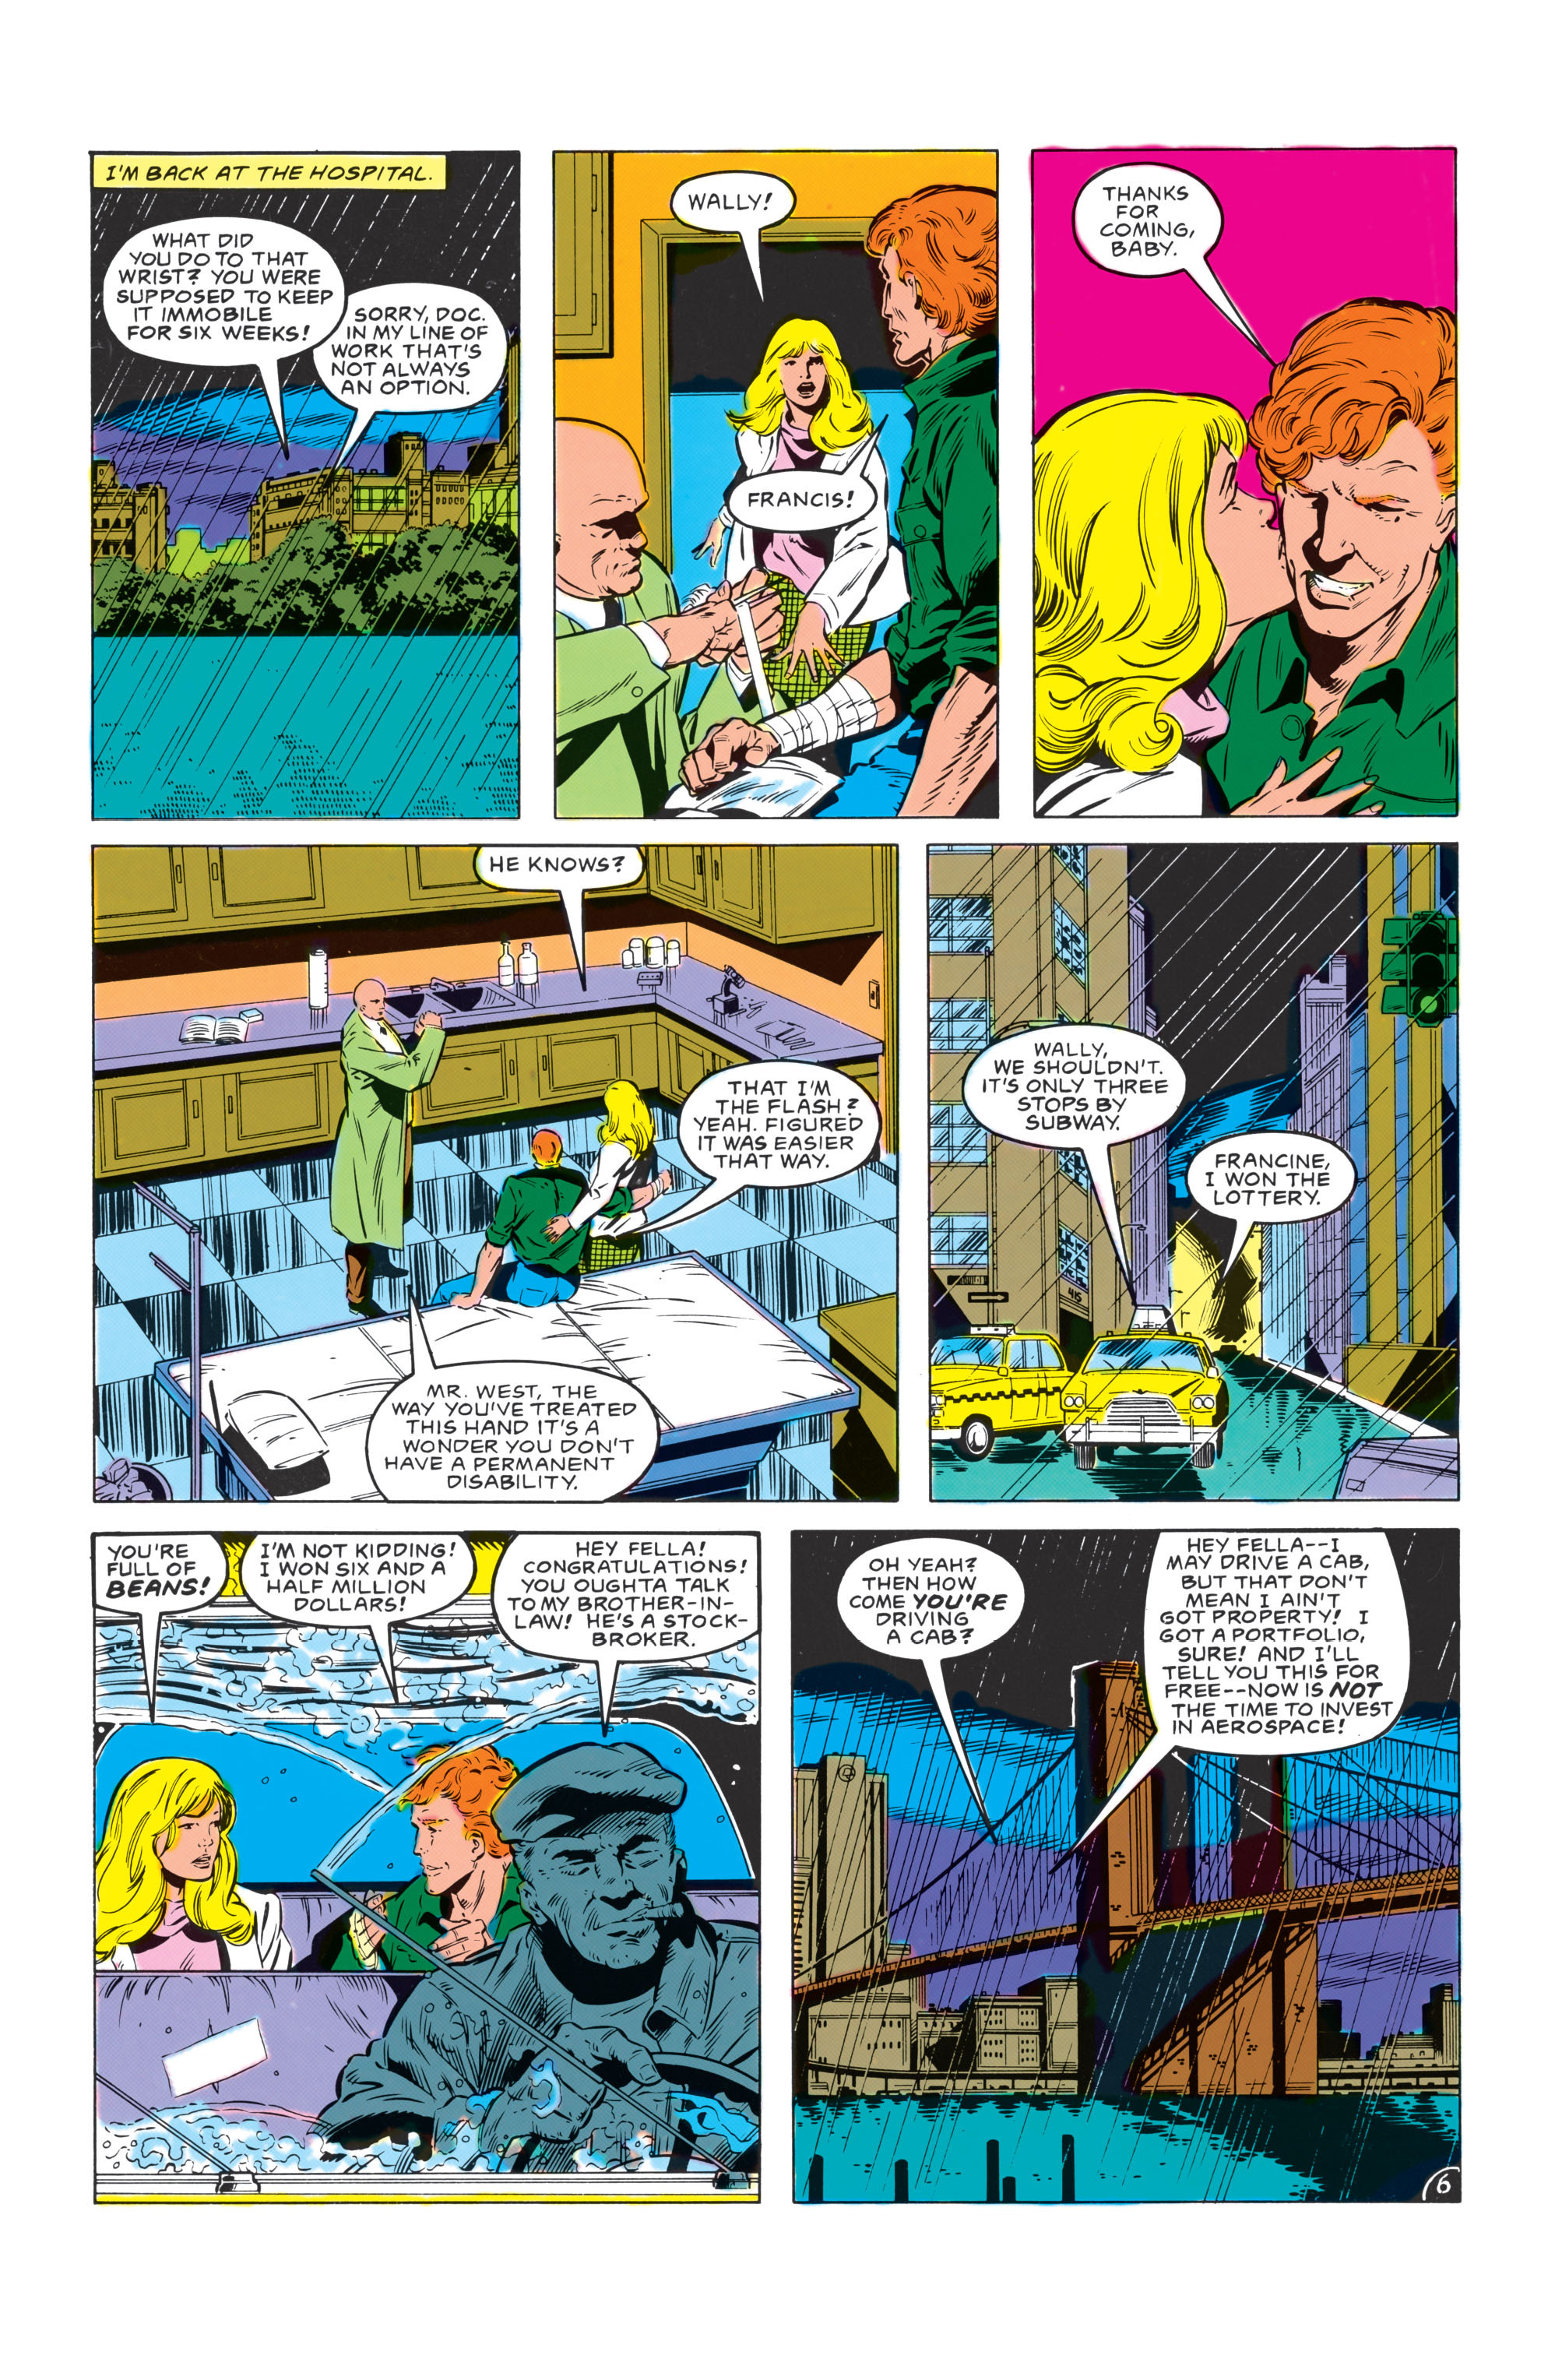 I'M BACK AT THE HOSPITAL.
WHAT DID
YOU DO TO THAT
WRIST? YOU WERE
SUPPOSED TO KEEP
IT IMMOBILE
FOR SIX WEEKS!
SORRY, DOC.
IN MY LINE OF
WORK THAT'S
NOT ALWAYS
AN OPTION.
WALLY!
FRANCIS!
THANKS
FOR
COMING,
BABY.
HE KNOWS?
THAT I'M
THE FLASH?
YEAH. FIGURED
IT WAS EASIER
THAT WAY.
MR. WEST, THE
WAY YOU'VE TREATED
THIS HAND IT'S A
WONDER YOU DON'T
HAVE A PERMANENT
DISABILITY.
WALLY,
WE SHOULDN'T.
IT'S ONLY THREE
STOPS BY
SUBWAY.
FRANCINE,
I WON THE
LOTTERY.
415
YOU'RE
FULL OF
BEANS!
I'M NOT KIDDING!
I WON SIX AND A
HALF MILLION
DOLLARS!
HEY FELLA!
CONGRATULATIONS!
YOU OUGHTA TALK
TO MY BROTHER-IN-
LAW! HE'S A STOCK-
BROKER.
OH YEAH?
THEN HOW
COME YOU'RE
DRIVING
A CAB?
HEY FELLA--I
MAY DRIVE A CAB,
BUT THAT DON'T
MEAN I AIN'T
GOT PROPERTY! I
GOT A PORTFOLIO,
SURE! AND I'LL
TELL YOU THIS FOR
FREE--NOW IS NOT
THE TIME TO INVEST
IN AEROSPACE!
6